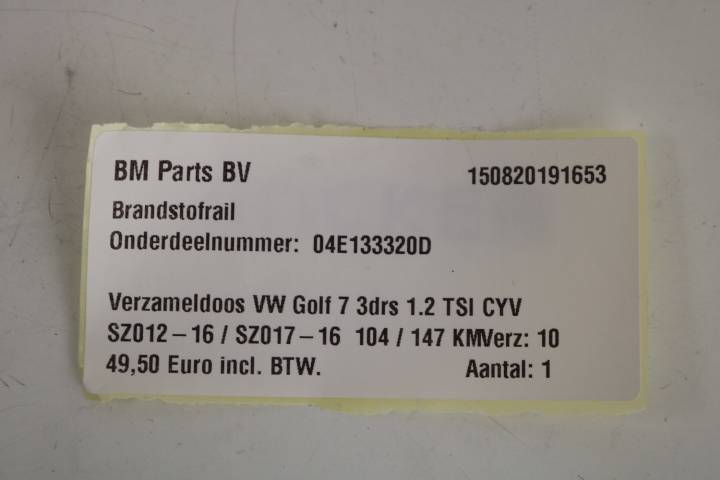 BM Parts BV 150820191653
Brandstofrail
Onderdeelnummer: 04E133320D
Verzameldoos VW Golf 7 3drs 1.2 TSI CYV
SZ012-16 / SZ017-16 104 / 147 KMVerz: 10
49,50 Euro incl. BTW. Aantal: 1